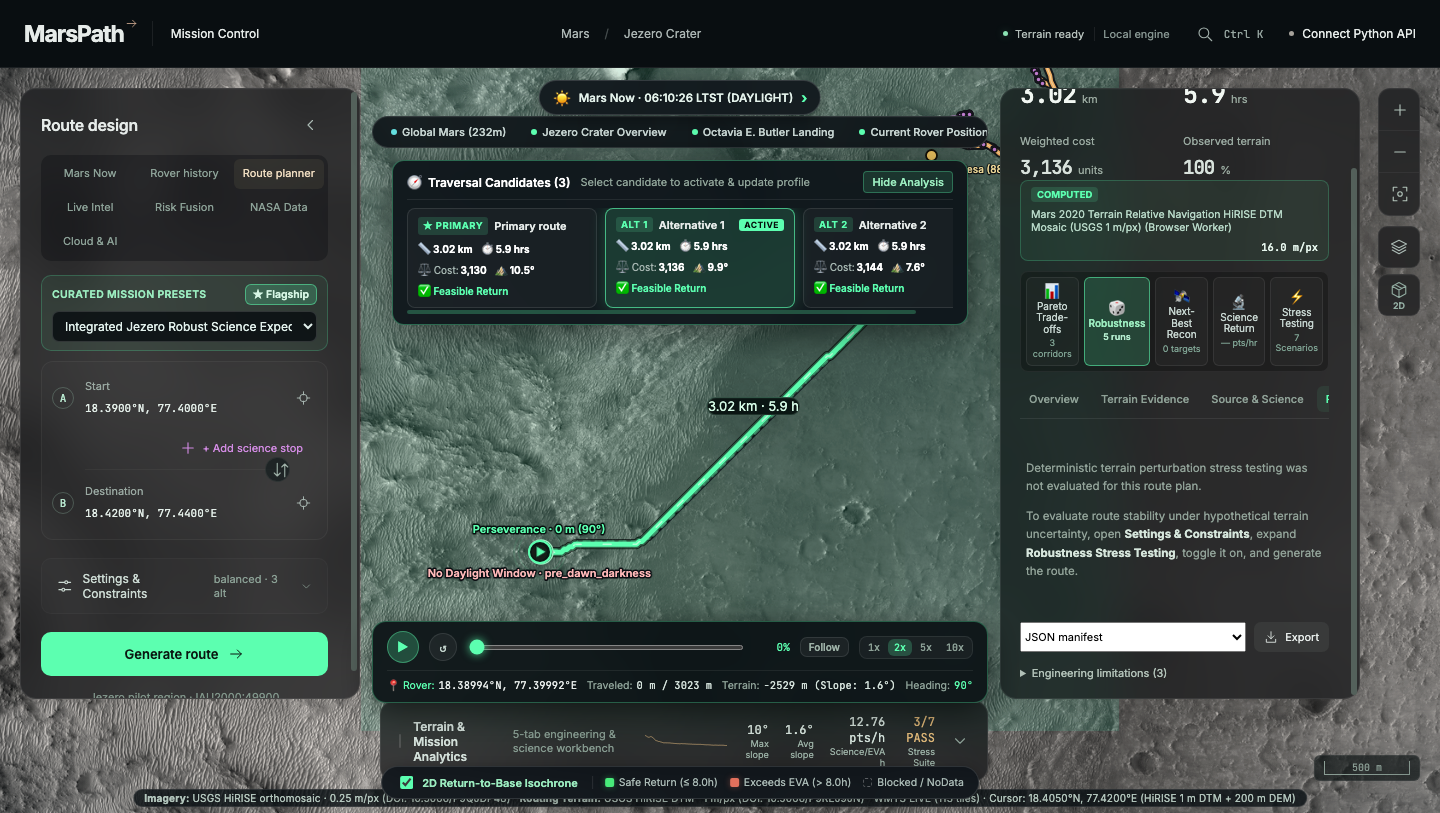 MarsPath
Mission Control
Mars / Jezero Crater
Terrain ready
Local engine
Ctrl K
Connect Python API
Route design
Mars Now
Rover history
Route planner
Live Intel
Risk Fusion
NASA Data
Cloud & AI
CURATED MISSION PRESETS
★ Flagship
Integrated Jezero Robust Science Exped
A
Start
18.3900°N, 77.4000°E
+ Add science stop
B
Destination
18.4200°N, 77.4400°E
Settings &
Constraints
balanced · 3
alt
Generate route
Jezero pilot region · IAU2000:49900
Mars Now · 06:10:26 LTST (DAYLIGHT) ›
Global Mars (232m)
Jezero Crater Overview
Octavia E. Butler Landing
Current Rover Position
Traversal Candidates (3)
Select candidate to activate & update profile
Hide Analysis
★ PRIMARY
Primary route
3.02 km
5.9 hrs
Cost: 3,130
10.5°
Feasible Return
ALT 1
Alternative 1
ACTIVE
3.02 km
5.9 hrs
Cost: 3,136
9.9°
Feasible Return
ALT 2
Alternative 2
3.02 km
5.9 hrs
Cost: 3,144
7.6°
Feasible Return
3.02 km · 5.9 h
Perseverance · 0 m (90°)
No Daylight Window · pre_dawn_darkness
0%
Follow
1x
2x
5x
10x
Rover: 18.38994°N, 77.39992°E
Traveled: 0 m / 3023 m
Terrain: -2529 m (Slope: 1.6°)
Heading: 90°
Terrain &
Mission
Analytics
5-tab engineering &
science workbench
10°
Max
slope
1.6°
Avg
slope
12.76
pts/h
Science/EVA
h
3/7
PASS
Stress
Suite
2D Return-to-Base Isochrone
Safe Return (≤ 8.0h)
Exceeds EVA (> 8.0h)
Blocked / NoData
Imagery: USGS HiRISE orthomosaic · 0.25 m/px
Cursor: 18.4050°N, 77.4200°E (HiRISE 1 m DTM + 200 m DEM)
3.02 km
5.9 hrs
Weighted cost
3,136 units
Observed terrain
100 %
COMPUTED
Mars 2020 Terrain Relative Navigation HiRISE DTM
Mosaic (USGS 1 m/px) (Browser Worker)
16.0 m/px
Pareto
Trade-
offs
3
corridors
Robustness
5 runs
Next-
Best
Recon
0 targets
Science
Return
— pts/hr
Stress
Testing
7
Scenarios
Overview
Terrain Evidence
Source & Science
Deterministic terrain perturbation stress testing was
not evaluated for this route plan.
To evaluate route stability under hypothetical terrain
uncertainty, open Settings & Constraints, expand
Robustness Stress Testing, toggle it on, and generate
the route.
JSON manifest
Export
Engineering limitations (3)
2D
500 m